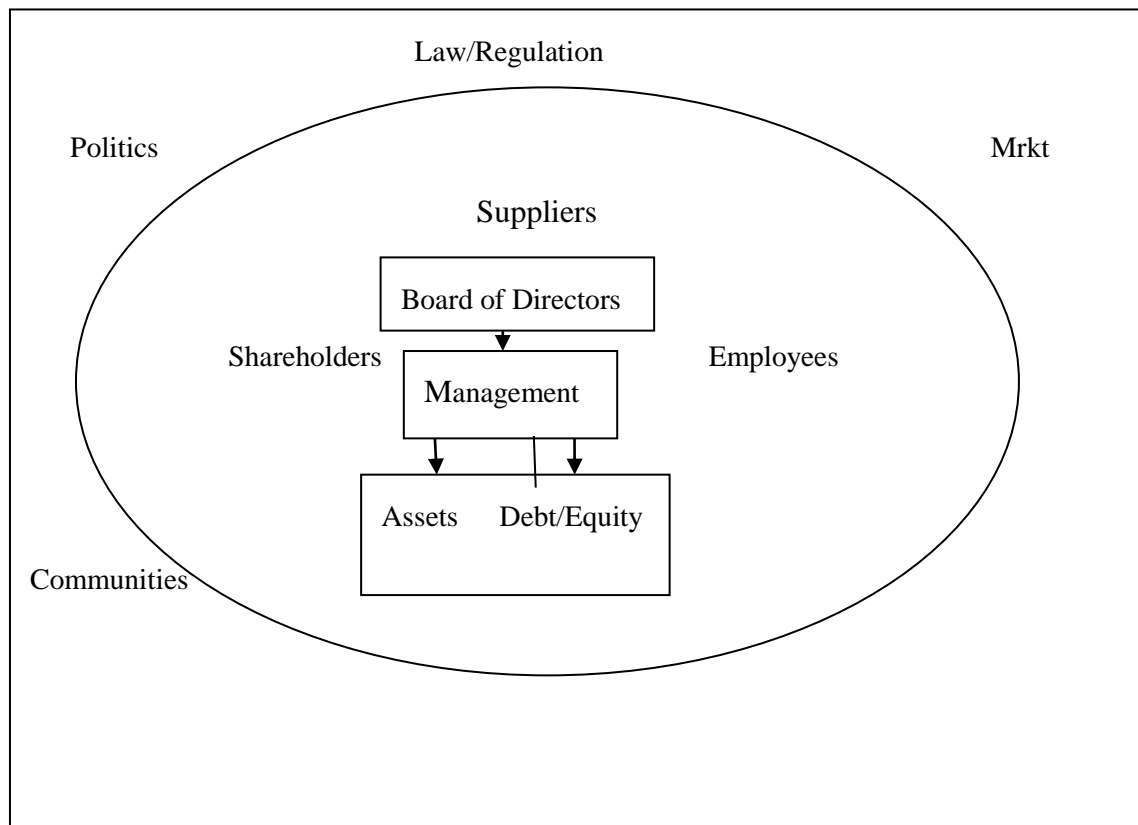 Law/Regulation
Politics
Mrkt
Suppliers
Board of Directors
Shareholders
Employees
Management
Assets
Debt/Equity
Communities